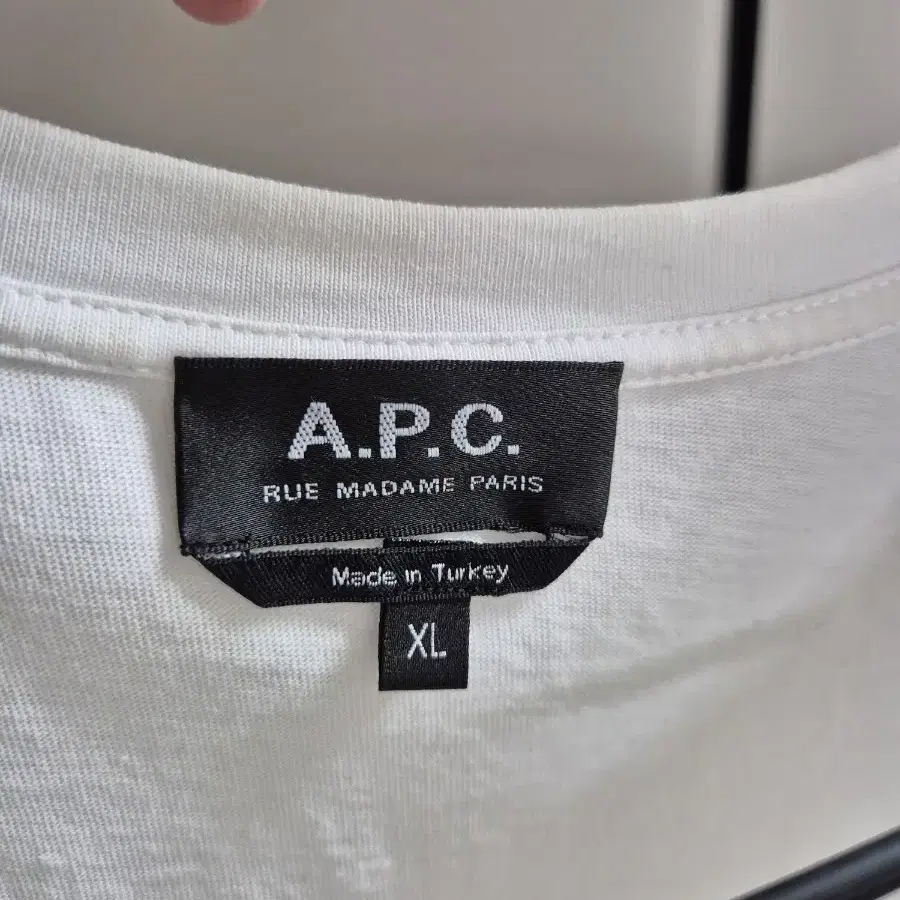 A.P.C.
RUE MADAME PARIS
Made in Turkey
XL